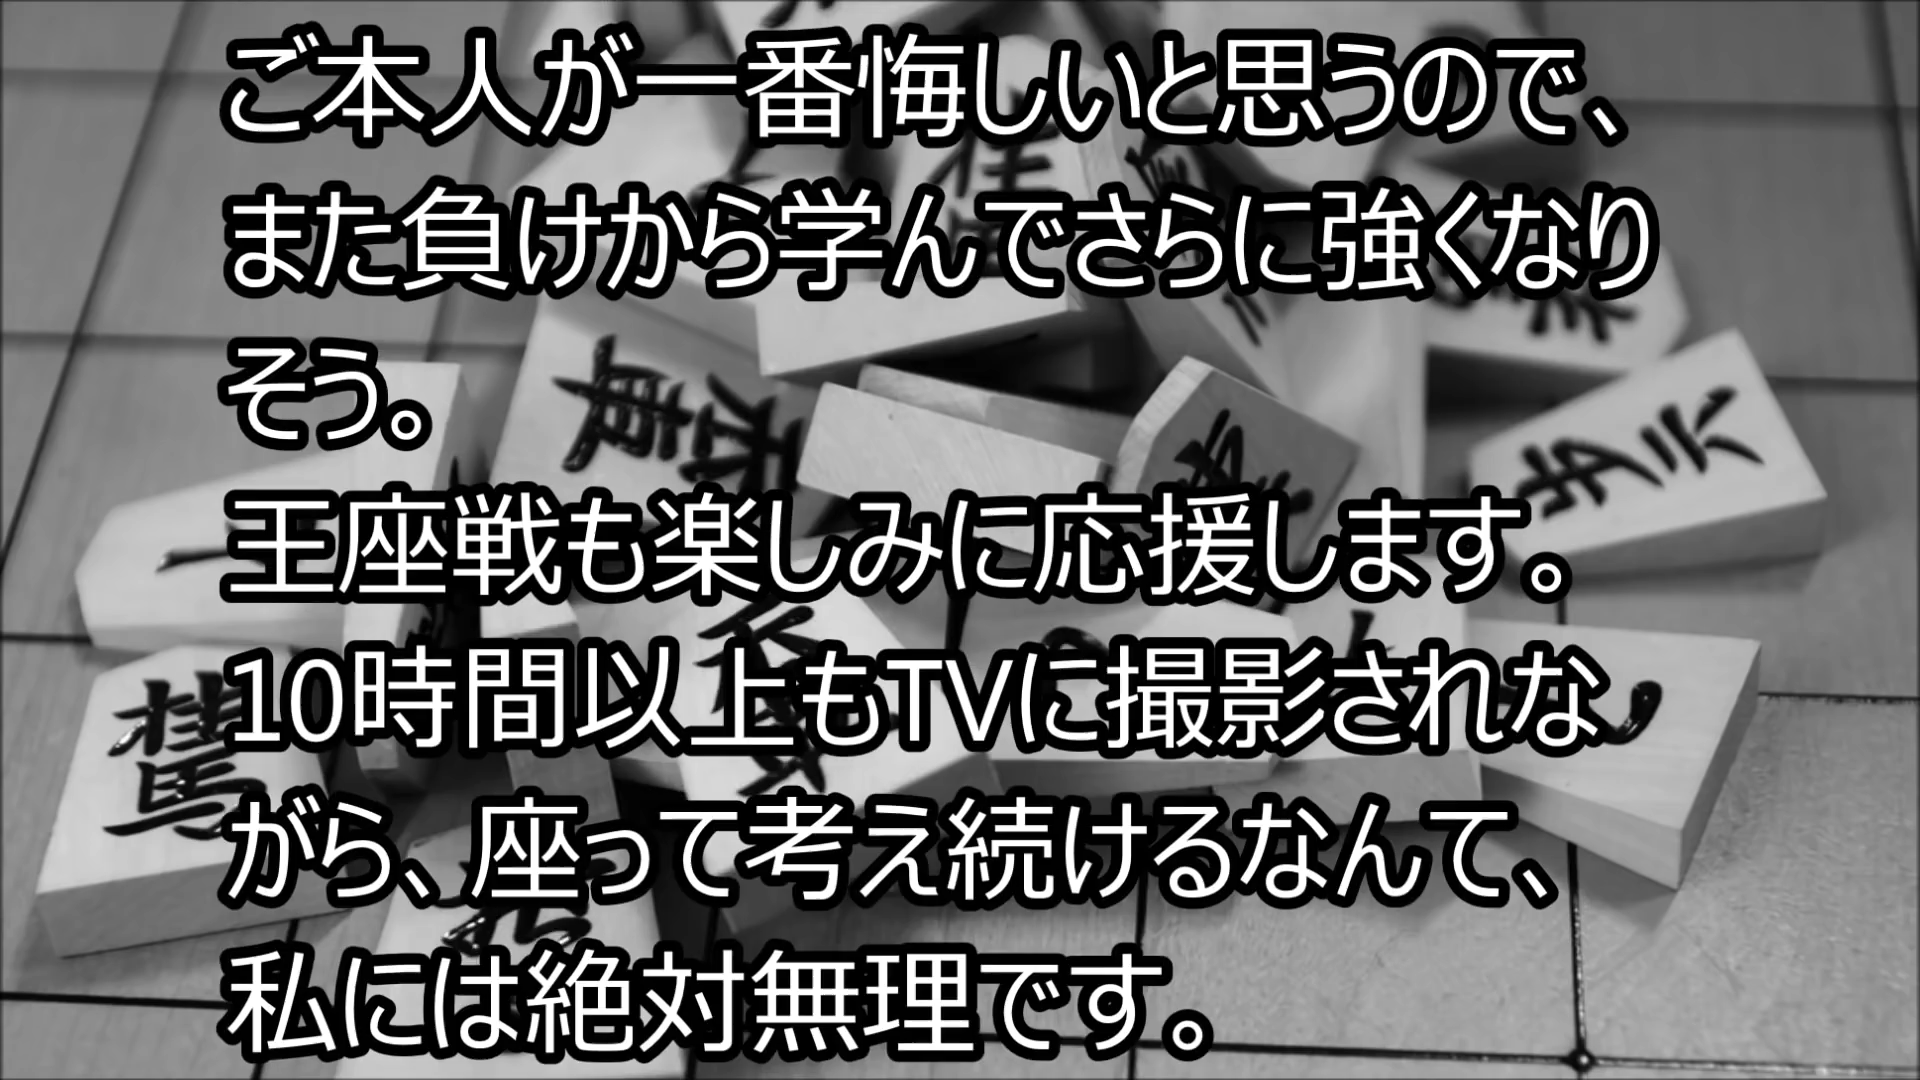 ご本人が一番悔しいと思うので、
また負けから学んでさらに強くなり
そう。
王座戦も楽しみに応援します。
10時間以上もTVに撮影されな
がら、座って考え続けるなんて、
私には絶対無理です。